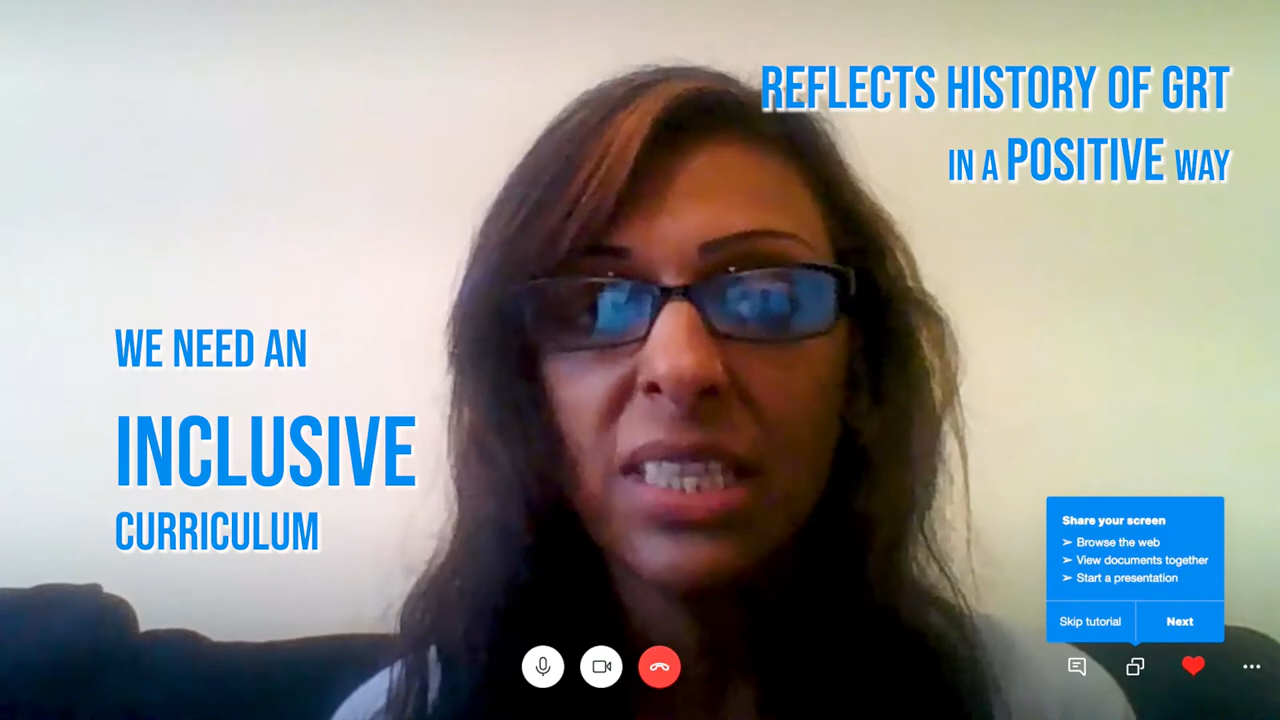 REFLECTS HISTORY OF GRT
IN A POSITIVE WAY
WE NEED AN
INCLUSIVE
CURRICULUM
Share your screen
➢ Browse the web
➢ View documents together
➢ Start a presentation
Skip tutorial
Next